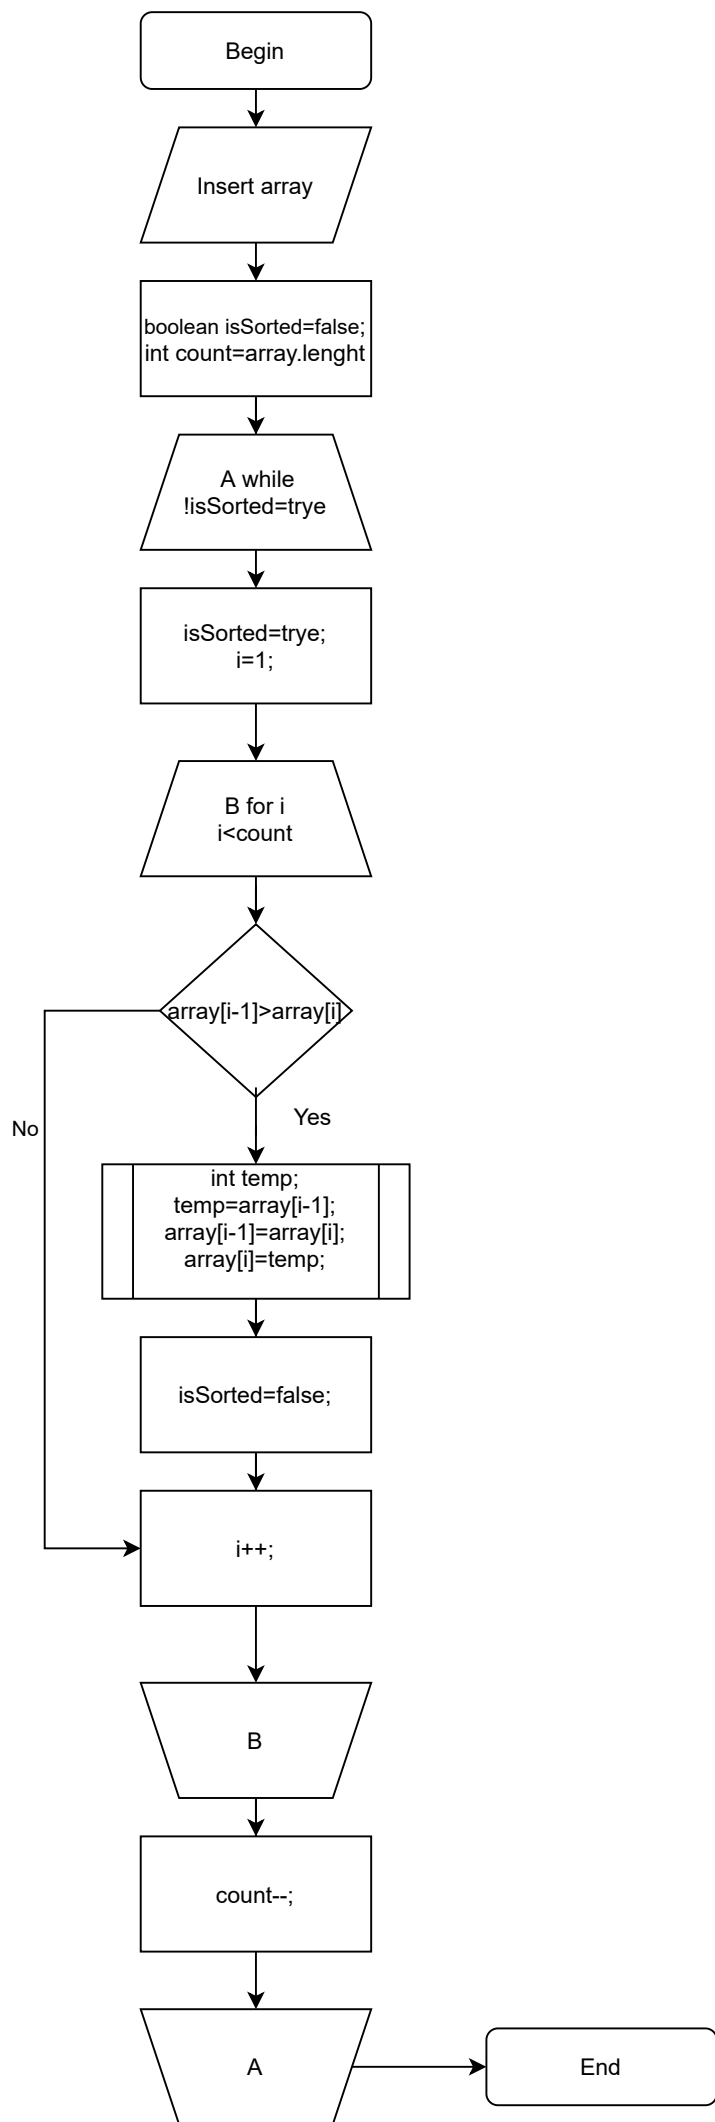 Begin
Insert array
boolean isSorted=false;
int count=array.lenght
A while
!isSorted=trye
isSorted=trye;
i=1;
B for i
i<count
array[i-1]>array[i]
Yes
No
int temp;
temp=array[i-1];
array[i-1]=array[i];
array[i]=temp;
isSorted=false;
i++;
B
count--;
A
End